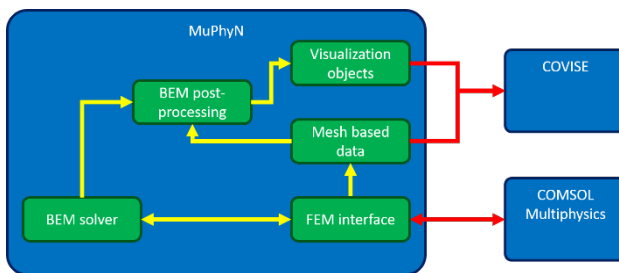 MuPhyN
Visualization
objects
BEM post-
processing
Mesh based
data
BEM solver
FEM interface
COVISE
COMSOL
Multiphysics